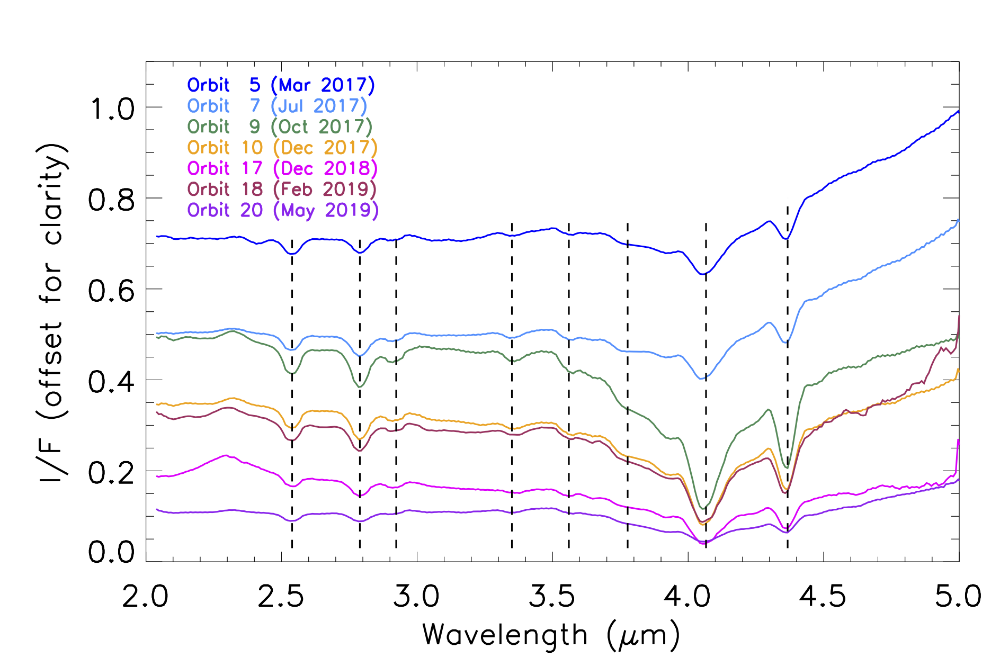 Orbit 5 (Mar 2017)
Orbit 7 (Jul 2017)
Orbit 9 (Oct 2017)
Orbit 10 (Dec 2017)
Orbit 17 (Dec 2018)
Orbit 18 (Feb 2019)
Orbit 20 (May 2019)
I/F (offset for clarity)
1.0
0.8
0.6
0.4
0.2
0.0
2.0 2.5 3.0 3.5 4.0 4.5 5.0
Wavelength (μm)